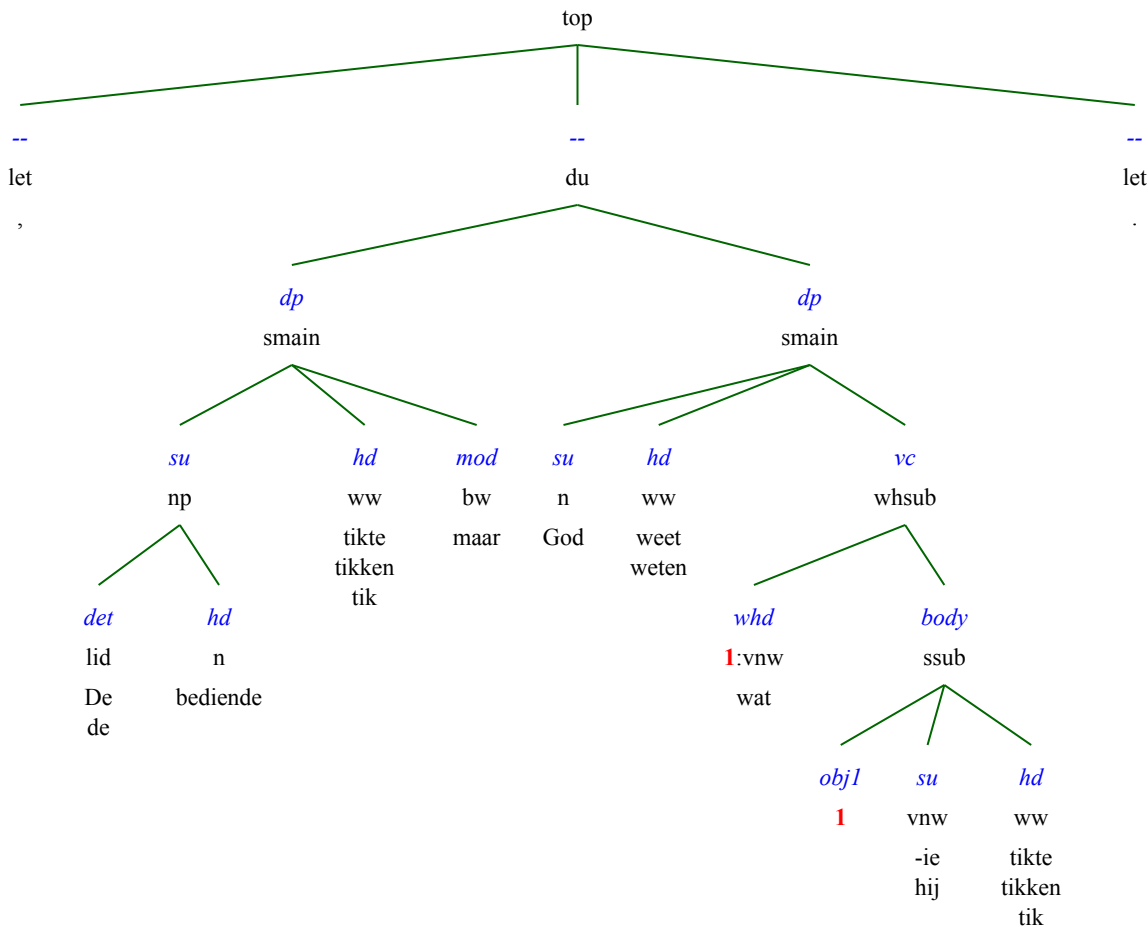 top
-- -- --
let du let
, .
dp dp
smain smain
su hd mod su hd vc
np ww bw n ww whsub
tikte maar God weet
tikken weten
tik
det hd whd body
lid n 1:vnw ssub
De bediende wat
de
obj1 su hd
1 vnw ww
-ie tikte
hij tikken
tik